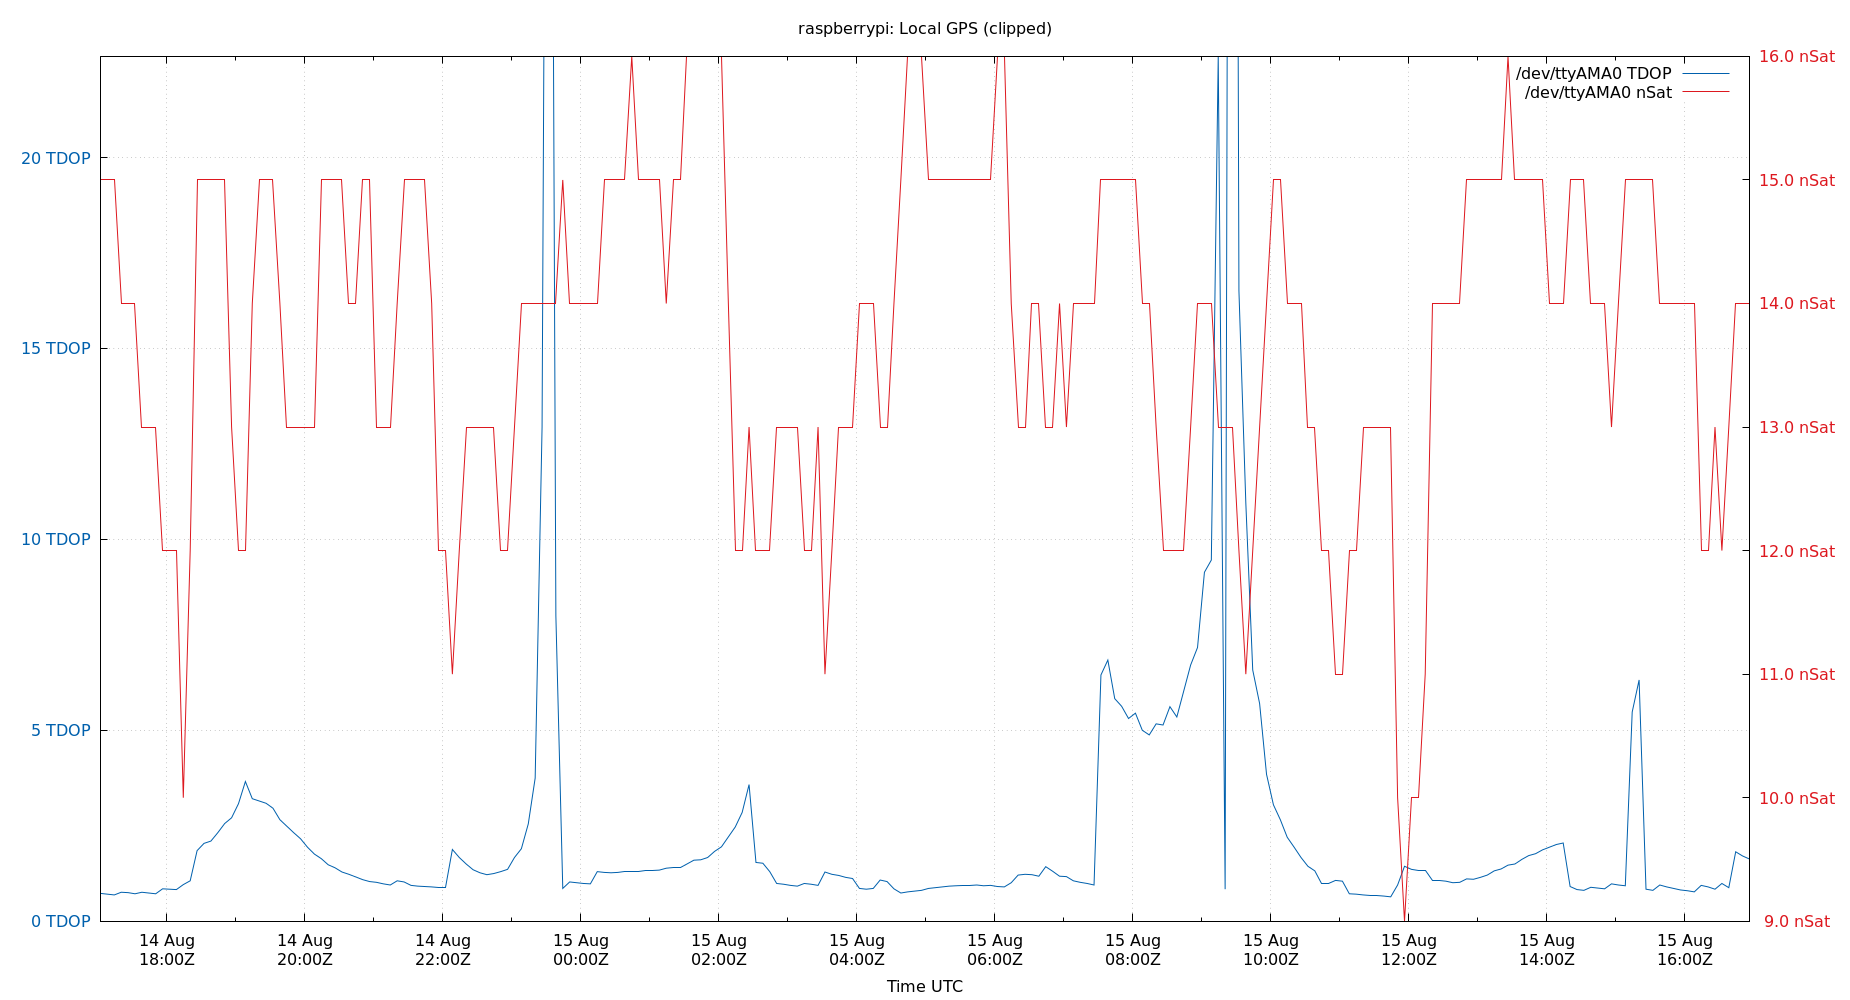 raspberrypi: Local GPS (clipped)
/dev/ttyAMA0 TDOP
/dev/ttyAMA0 nSat
20 TDOP
15 TDOP
10 TDOP
5 TDOP
0 TDOP
16.0 nSat
15.0 nSat
14.0 nSat
13.0 nSat
12.0 nSat
11.0 nSat
10.0 nSat
9.0 nSat
14 Aug
18:00Z
14 Aug
20:00Z
14 Aug
22:00Z
15 Aug
00:00Z
15 Aug
02:00Z
15 Aug
04:00Z
15 Aug
06:00Z
15 Aug
08:00Z
15 Aug
10:00Z
15 Aug
12:00Z
15 Aug
14:00Z
15 Aug
16:00Z
Time UTC